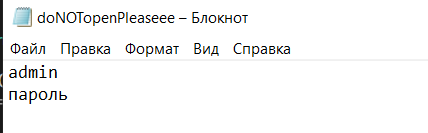 doNOTopenPleaseee – Блокнот
Файл Правка Формат Вид Справка
admin
пароль